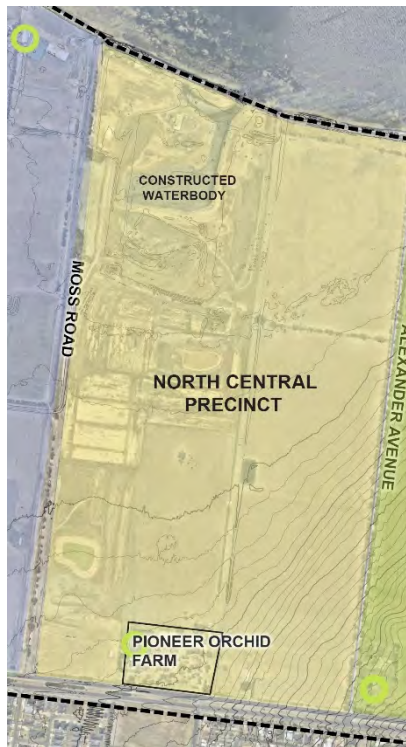 CONSTRUCTED
WATERBODY
MOSS ROAD
NORTH CENTRAL
PRECINCT
ALEXANDER AVENUE
PIONEER ORCHID
FARM